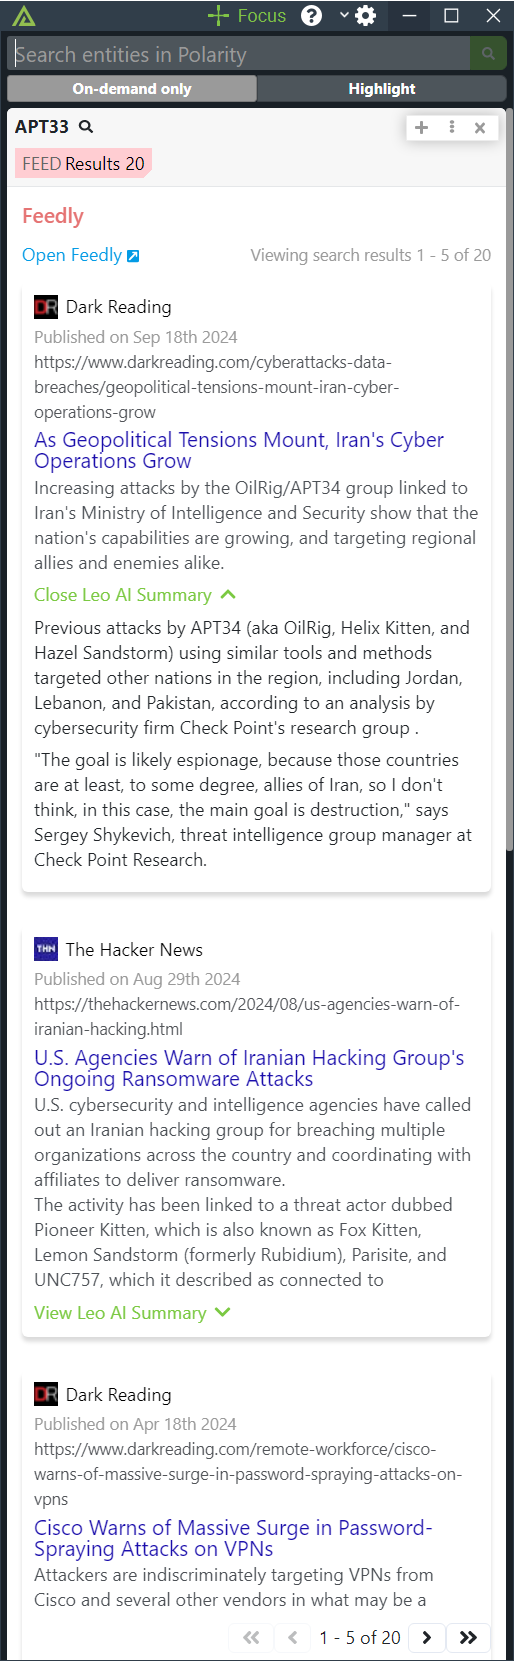 Focus
Search entities in Polarity
On-demand only Highlight
APT33
FEED Results 20
Feedly
Open Feedly Viewing search results 1 - 5 of 20
DR Dark Reading
Published on Sep 18th 2024
https://www.darkreading.com/cyberattacks-data-
breaches/geopolitical-tensions-mount-iran-cyber-
operations-grow
As Geopolitical Tensions Mount, Iran's Cyber
Operations Grow
Increasing attacks by the OilRig/APT34 group linked to
Iran's Ministry of Intelligence and Security show that the
nation's capabilities are growing, and targeting regional
allies and enemies alike.
Close Leo AI Summary
Previous attacks by APT34 (aka OilRig, Helix Kitten, and
Hazel Sandstorm) using similar tools and methods
targeted other nations in the region, including Jordan,
Lebanon, and Pakistan, according to an analysis by
cybersecurity firm Check Point's research group .
"The goal is likely espionage, because those countries
are at least, to some degree, allies of Iran, so I don't
think, in this case, the main goal is destruction," says
Sergey Shykevich, threat intelligence group manager at
Check Point Research.
THN The Hacker News
Published on Aug 29th 2024
https://thehackernews.com/2024/08/us-agencies-warn-of-
iranian-hacking.html
U.S. Agencies Warn of Iranian Hacking Group's
Ongoing Ransomware Attacks
U.S. cybersecurity and intelligence agencies have called
out an Iranian hacking group for breaching multiple
organizations across the country and coordinating with
affiliates to deliver ransomware.
The activity has been linked to a threat actor dubbed
Pioneer Kitten, which is also known as Fox Kitten,
Lemon Sandstorm (formerly Rubidium), Parisite, and
UNC757, which it described as connected to
View Leo AI Summary
DR Dark Reading
Published on Apr 18th 2024
https://www.darkreading.com/remote-workforce/cisco-
warns-of-massive-surge-in-password-spraying-attacks-on-
vpns
Cisco Warns of Massive Surge in Password-
Spraying Attacks on VPNs
Attackers are indiscriminately targeting VPNs from
Cisco and several other vendors in what may be a
1 - 5 of 20